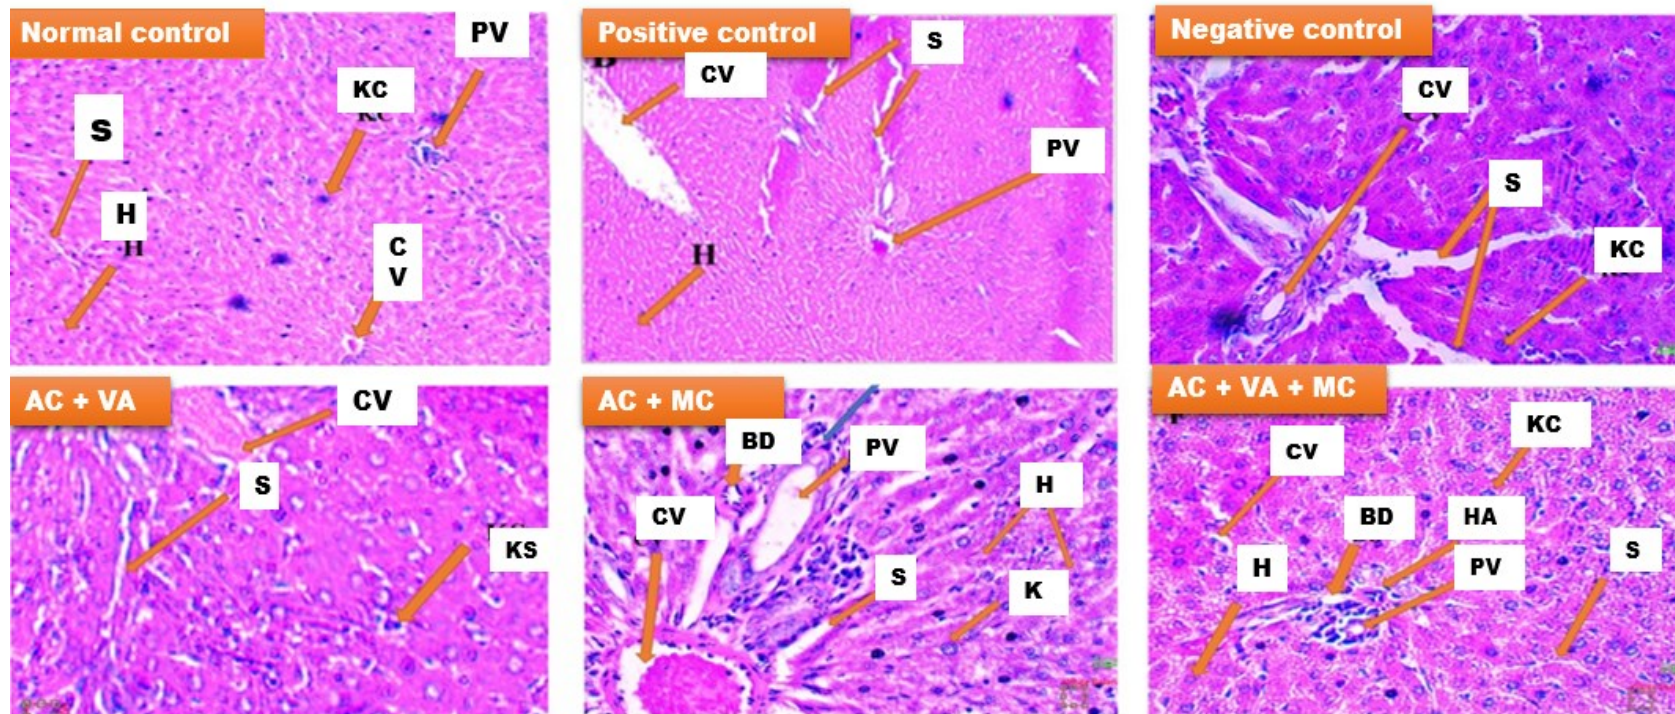 Normal control
PV
KC
S
H
H
C
V
Positive control
S
CV
PV
H
Negative control
CV
S
KC
AC + VA
CV
S
KS
AC + MC
BD
PV
H
CV
S
K
AC + VA + MC
KC
CV
BD
HA
S
H
PV